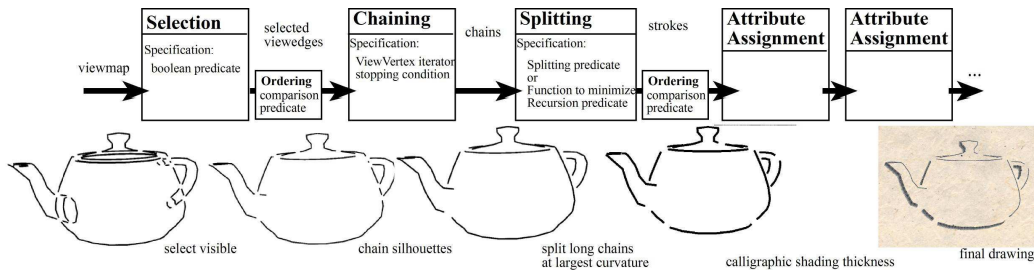 viewmap
Selection
Specification:
boolean predicate
selected
viewedges
Ordering
comparison
predicate
Chaining
Specification:
ViewVertex iterator
stopping condition
chains
Splitting
Specification:
Splitting predicate
or
Function to minimize
Recursion predicate
strokes
Ordering
comparison
predicate
Attribute
Assignment
Attribute
Assignment
...
select visible
chain silhouettes
split long chains
at largest curvature
calligraphic shading thickness
final drawing